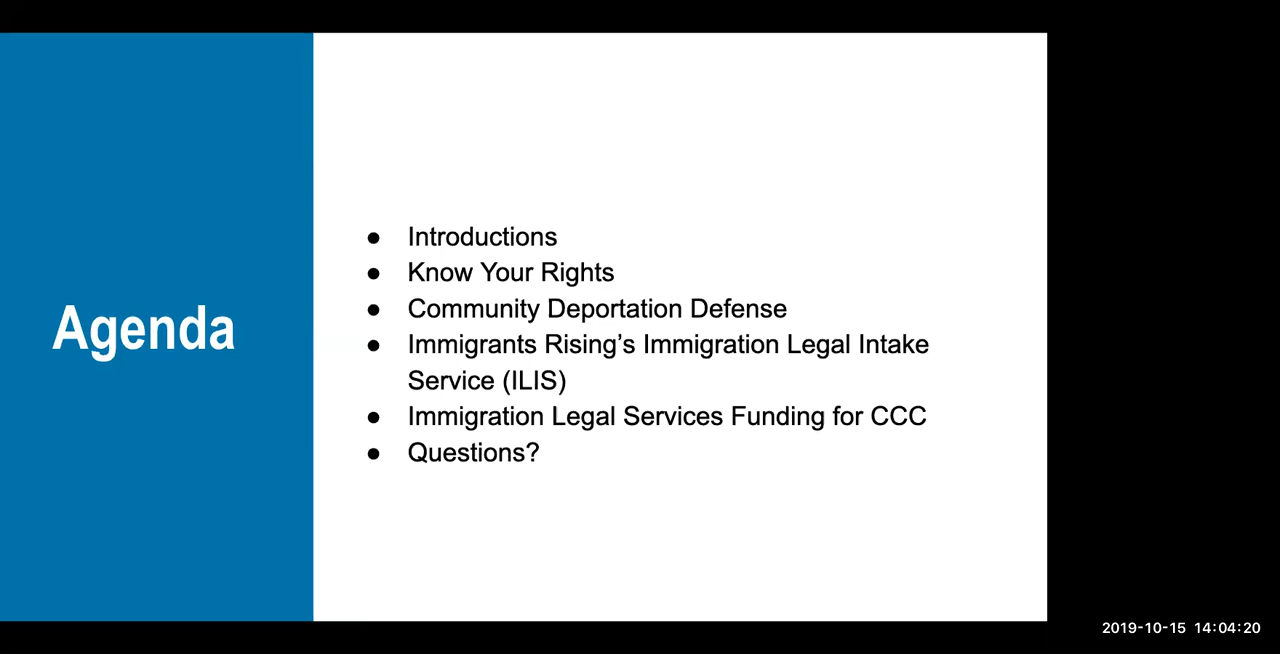 Agenda
● Introductions
● Know Your Rights
● Community Deportation Defense
● Immigrants Rising’s Immigration Legal Intake
Service (ILIS)
● Immigration Legal Services Funding for CCC
● Questions?
2019-10-15 14:04:20